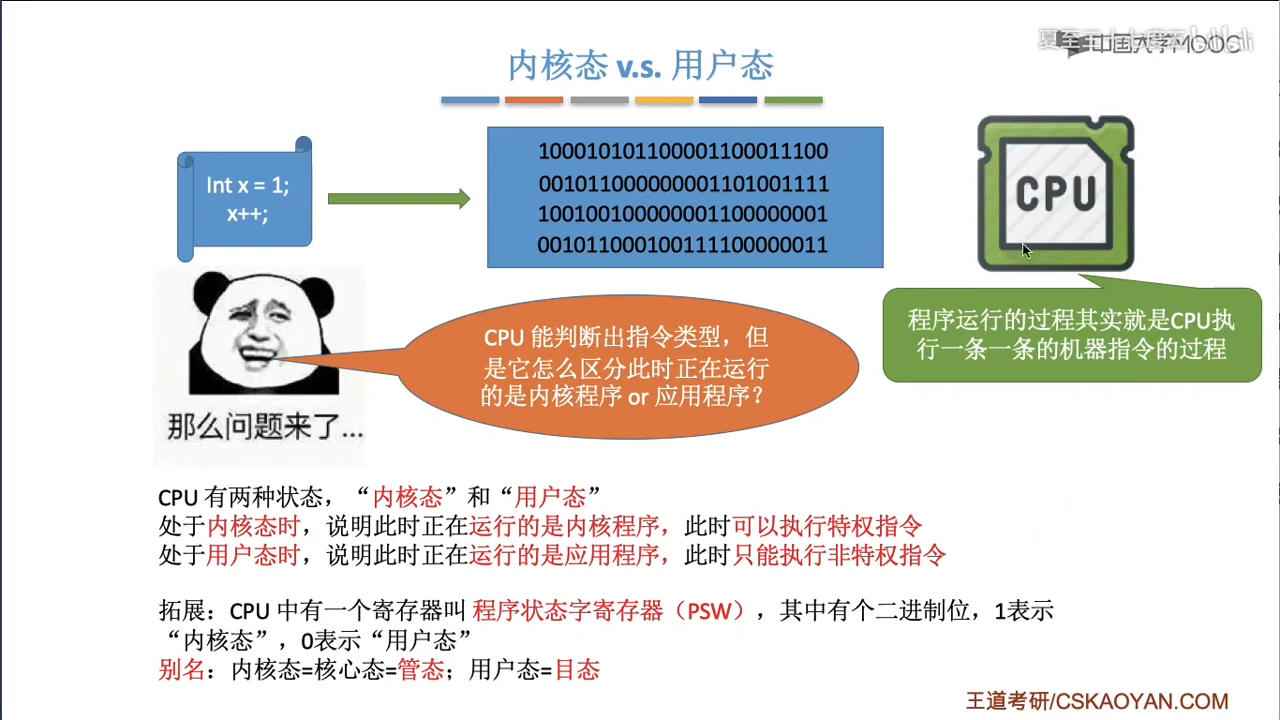 内核态 v.s. 用户态
中国大学MOOC
Int x = 1;
x++;
1000101011000011000 11100
0010110000000001101001111
1001001000000001100000001
001011000100111100000011
CPU
程序运行的过程其实就是CPU执
行一条一条的机器指令的过程
CPU 能判断出指令类型，但
是它怎么区分此时正在运行
的是内核程序 or 应用程序？
那么问题来了...
CPU 有两种状态，“内核态”和“用户态”
处于内核态时，说明此时正在运行的是内核程序，此时可以执行特权指令
处于用户态时，说明此时正在运行的是应用程序，此时只能执行非特权指令
拓展：CPU 中有一个寄存器叫 程序状态字寄存器（PSW），其中有个二进制位，1表示
“内核态”，0表示“用户态”
别名：内核态=核心态=管态；用户态=目态
王道考研/CSKAOYAN.COM